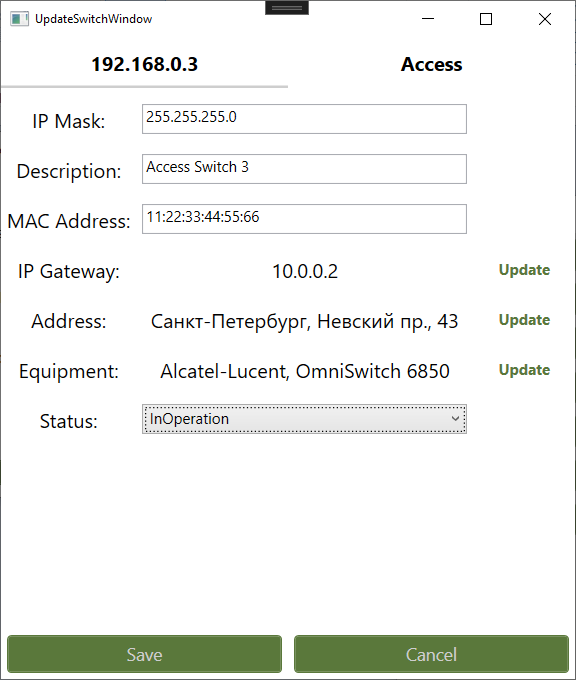 UpdateSwitchWindow
192.168.0.3 Access
IP Mask: 255.255.255.0
Description: Access Switch 3
MAC Address: 11:22:33:44:55:66
IP Gateway: 10.0.0.2 Update
Address: Санкт-Петербург, Невский пр., 43 Update
Equipment: Alcatel-Lucent, OmniSwitch 6850 Update
Status: InOperation
Save Cancel